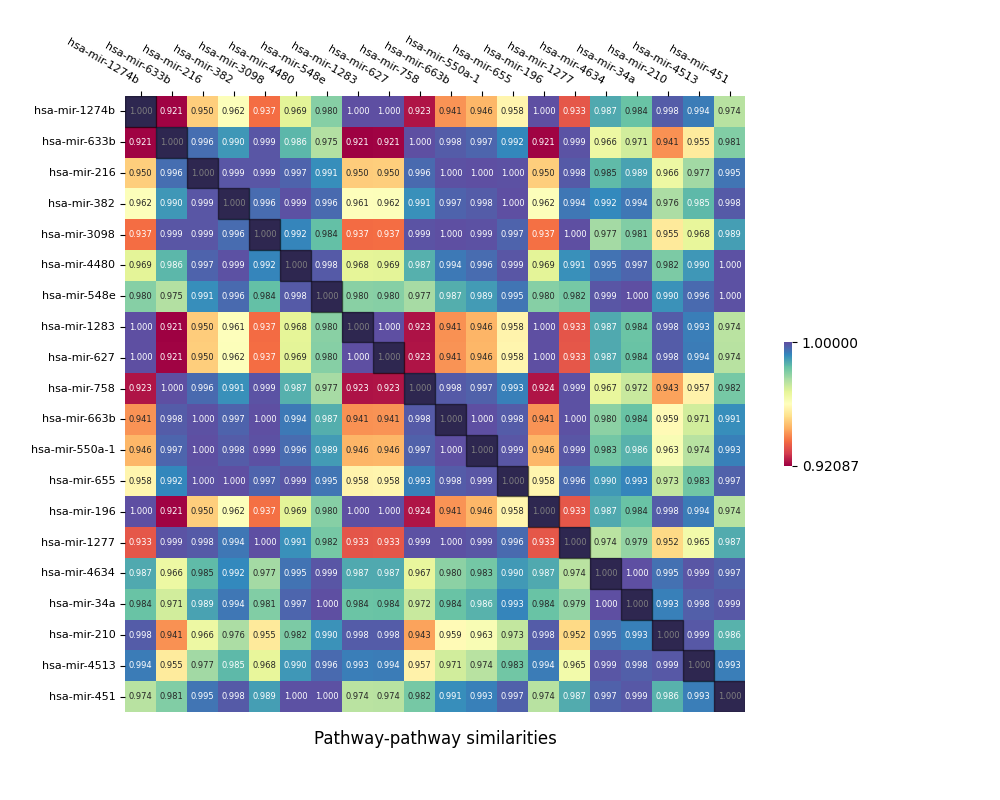 hsa-mir-1274b
hsa-mir-633b
hsa-mir-216
hsa-mir-382
hsa-mir-3098
hsa-mir-4480
hsa-mir-548e
hsa-mir-1283
hsa-mir-627
hsa-mir-758
hsa-mir-663b
hsa-mir-550a-1
hsa-mir-655
hsa-mir-196
hsa-mir-1277
hsa-mir-4634
hsa-mir-34a
hsa-mir-210
hsa-mir-4513
hsa-mir-451
hsa-mir-1274b 1.000 0.921 0.950 0.962 0.937 0.969 0.980 1.000 1.000 0.923 0.941 0.946 0.958 1.000 0.933 0.987 0.984 0.998 0.994 0.974
hsa-mir-633b 0.921 1.000 0.996 0.990 0.999 0.986 0.975 0.921 0.921 1.000 0.998 0.997 0.992 0.921 0.999 0.966 0.971 0.941 0.955 0.981
hsa-mir-216 0.950 0.996 1.000 0.999 0.999 0.997 0.991 0.950 0.950 0.996 1.000 1.000 1.000 0.950 0.998 0.985 0.989 0.966 0.977 0.995
hsa-mir-382 0.962 0.990 0.999 1.000 0.996 0.999 0.996 0.961 0.962 0.991 0.997 0.998 1.000 0.962 0.994 0.992 0.994 0.976 0.985 0.998
hsa-mir-3098 0.937 0.999 0.999 0.996 1.000 0.992 0.984 0.937 0.937 0.999 1.000 0.999 0.997 0.937 1.000 0.977 0.981 0.955 0.968 0.989
hsa-mir-4480 0.969 0.986 0.997 0.999 0.992 1.000 0.998 0.968 0.969 0.987 0.994 0.996 0.999 0.969 0.991 0.995 0.997 0.982 0.990 1.000
hsa-mir-548e 0.980 0.975 0.991 0.996 0.984 0.998 1.000 0.980 0.980 0.977 0.987 0.989 0.995 0.980 0.982 0.999 1.000 0.990 0.996 1.000
hsa-mir-1283 1.000 0.921 0.950 0.961 0.937 0.968 0.980 1.000 1.000 0.923 0.941 0.946 0.958 1.000 0.933 0.987 0.984 0.998 0.993 0.974
hsa-mir-627 1.000 0.921 0.950 0.962 0.937 0.969 0.980 1.000 1.000 0.923 0.941 0.946 0.958 1.000 0.933 0.987 0.984 0.998 0.994 0.974
hsa-mir-758 0.923 1.000 0.996 0.991 0.999 0.987 0.977 0.923 0.923 1.000 0.998 0.997 0.993 0.924 0.999 0.967 0.972 0.943 0.957 0.982
hsa-mir-663b 0.941 0.998 1.000 0.997 1.000 0.994 0.987 0.941 0.941 0.998 1.000 1.000 0.998 0.941 1.000 0.980 0.984 0.959 0.971 0.991
hsa-mir-550a-1 0.946 0.997 1.000 0.998 0.999 0.996 0.989 0.946 0.946 0.997 1.000 1.000 0.999 0.946 0.999 0.983 0.986 0.963 0.974 0.993
hsa-mir-655 0.958 0.992 1.000 1.000 0.997 0.999 0.995 0.958 0.958 0.993 0.998 0.999 1.000 0.958 0.996 0.990 0.993 0.973 0.983 0.997
hsa-mir-196 1.000 0.921 0.950 0.962 0.937 0.969 0.980 1.000 1.000 0.924 0.941 0.946 0.958 1.000 0.933 0.987 0.984 0.998 0.994 0.974
hsa-mir-1277 0.933 0.999 0.998 0.994 1.000 0.991 0.982 0.933 0.933 0.999 1.000 0.999 0.996 0.933 1.000 0.974 0.979 0.952 0.965 0.987
hsa-mir-4634 0.987 0.966 0.985 0.992 0.977 0.995 0.999 0.987 0.987 0.967 0.980 0.983 0.990 0.987 0.974 1.000 1.000 0.995 0.999 0.997
hsa-mir-34a 0.984 0.971 0.989 0.994 0.981 0.997 1.000 0.984 0.984 0.972 0.984 0.986 0.993 0.984 0.979 1.000 1.000 0.993 0.998 0.999
hsa-mir-210 0.998 0.941 0.966 0.976 0.955 0.982 0.990 0.998 0.998 0.943 0.959 0.963 0.973 0.998 0.952 0.995 0.993 1.000 0.999 0.986
hsa-mir-4513 0.994 0.955 0.977 0.985 0.968 0.990 0.996 0.993 0.994 0.957 0.971 0.974 0.983 0.994 0.965 0.999 0.998 0.999 1.000 0.993
hsa-mir-451 0.974 0.981 0.995 0.998 0.989 1.000 1.000 0.974 0.974 0.982 0.991 0.993 0.997 0.974 0.987 0.997 0.999 0.986 0.993 1.000
1.00000
0.92087
Pathway-pathway similarities